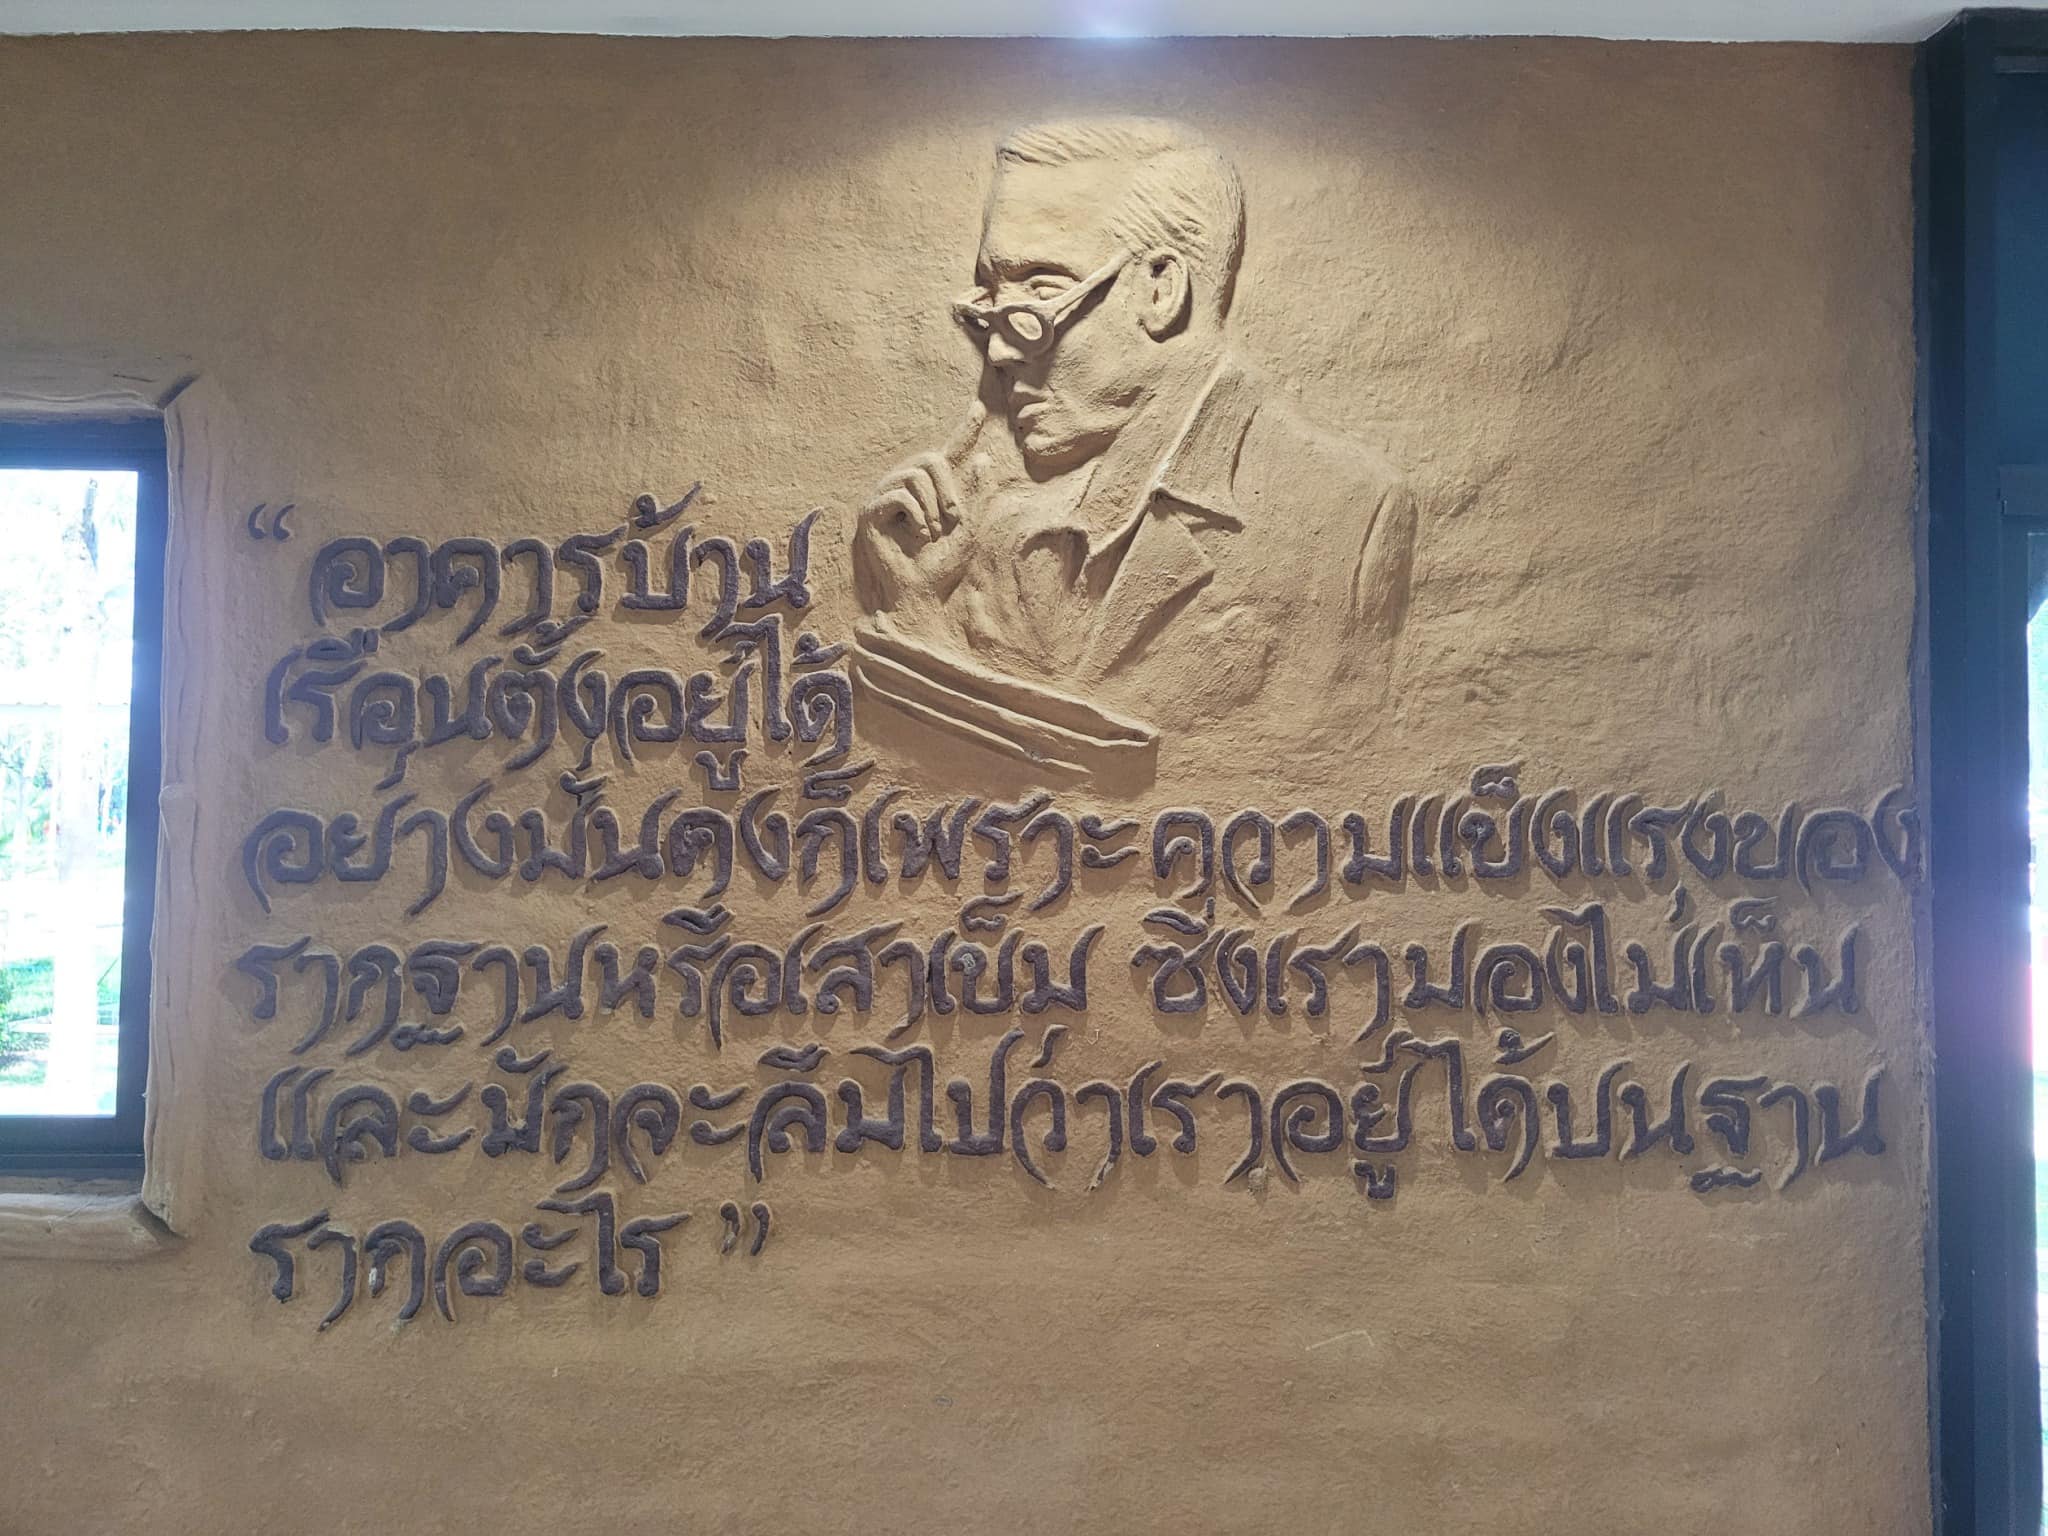 “ อาคารบ้าน
เรือนตั้งอยู่ได้
อย่างมั่นคงก็เพราะความแข็งแรงของ
รากฐานหรือเสาเข็ม ซึ่งเรามองไม่เห็น
และมักจะลืมไปว่าเราอยู่ได้บนฐาน
รากอะไร ”